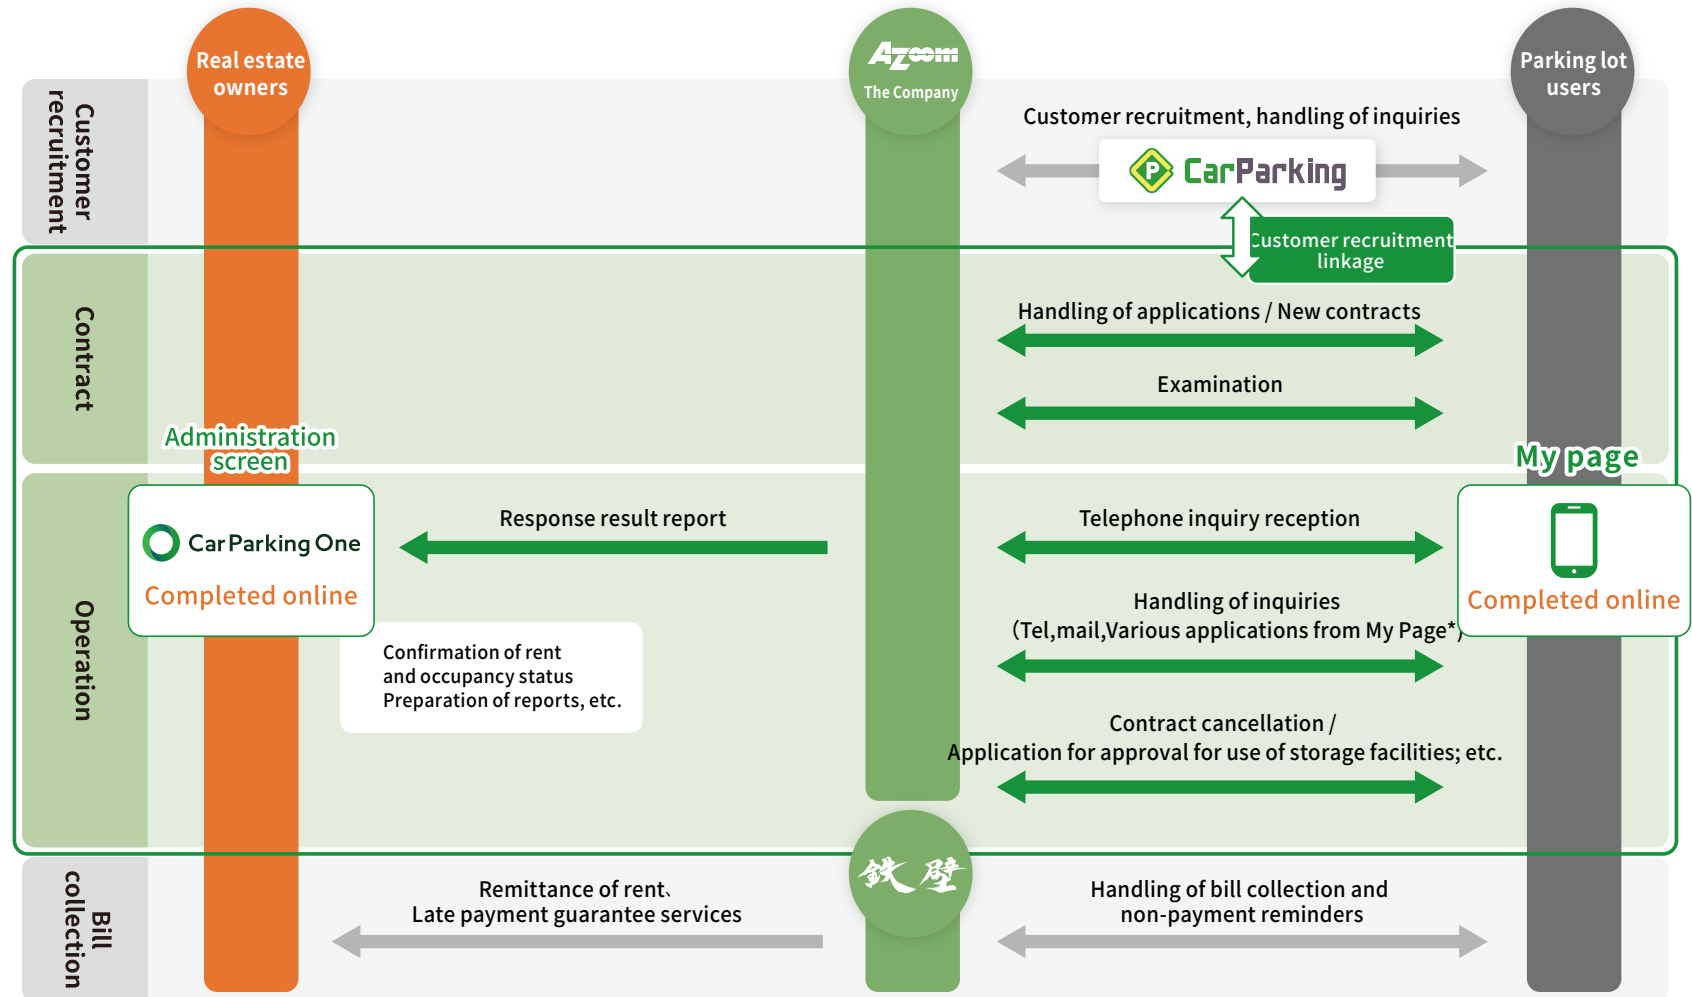 Real estate
owners
Azoom
The Company
Parking lot
users
Customer
recruitment
Customer recruitment, handling of inquiries
P
CarParking
Customer recruitment
linkage
Contract
Handling of applications / New contracts
Examination
Administration
screen
My page
Operation
CarParking One
Completed online
Response result report
Telephone inquiry reception
Completed online
Handling of inquiries
（Tel,mail,Various applications from My Page*)
Confirmation of rent
and occupancy status
Preparation of reports, etc.
Contract cancellation /
Application for approval for use of storage facilities; etc.
鉄壁
Bill
collection
Remittance of rent、
Late payment guarantee services
Handling of bill collection and
non-payment reminders